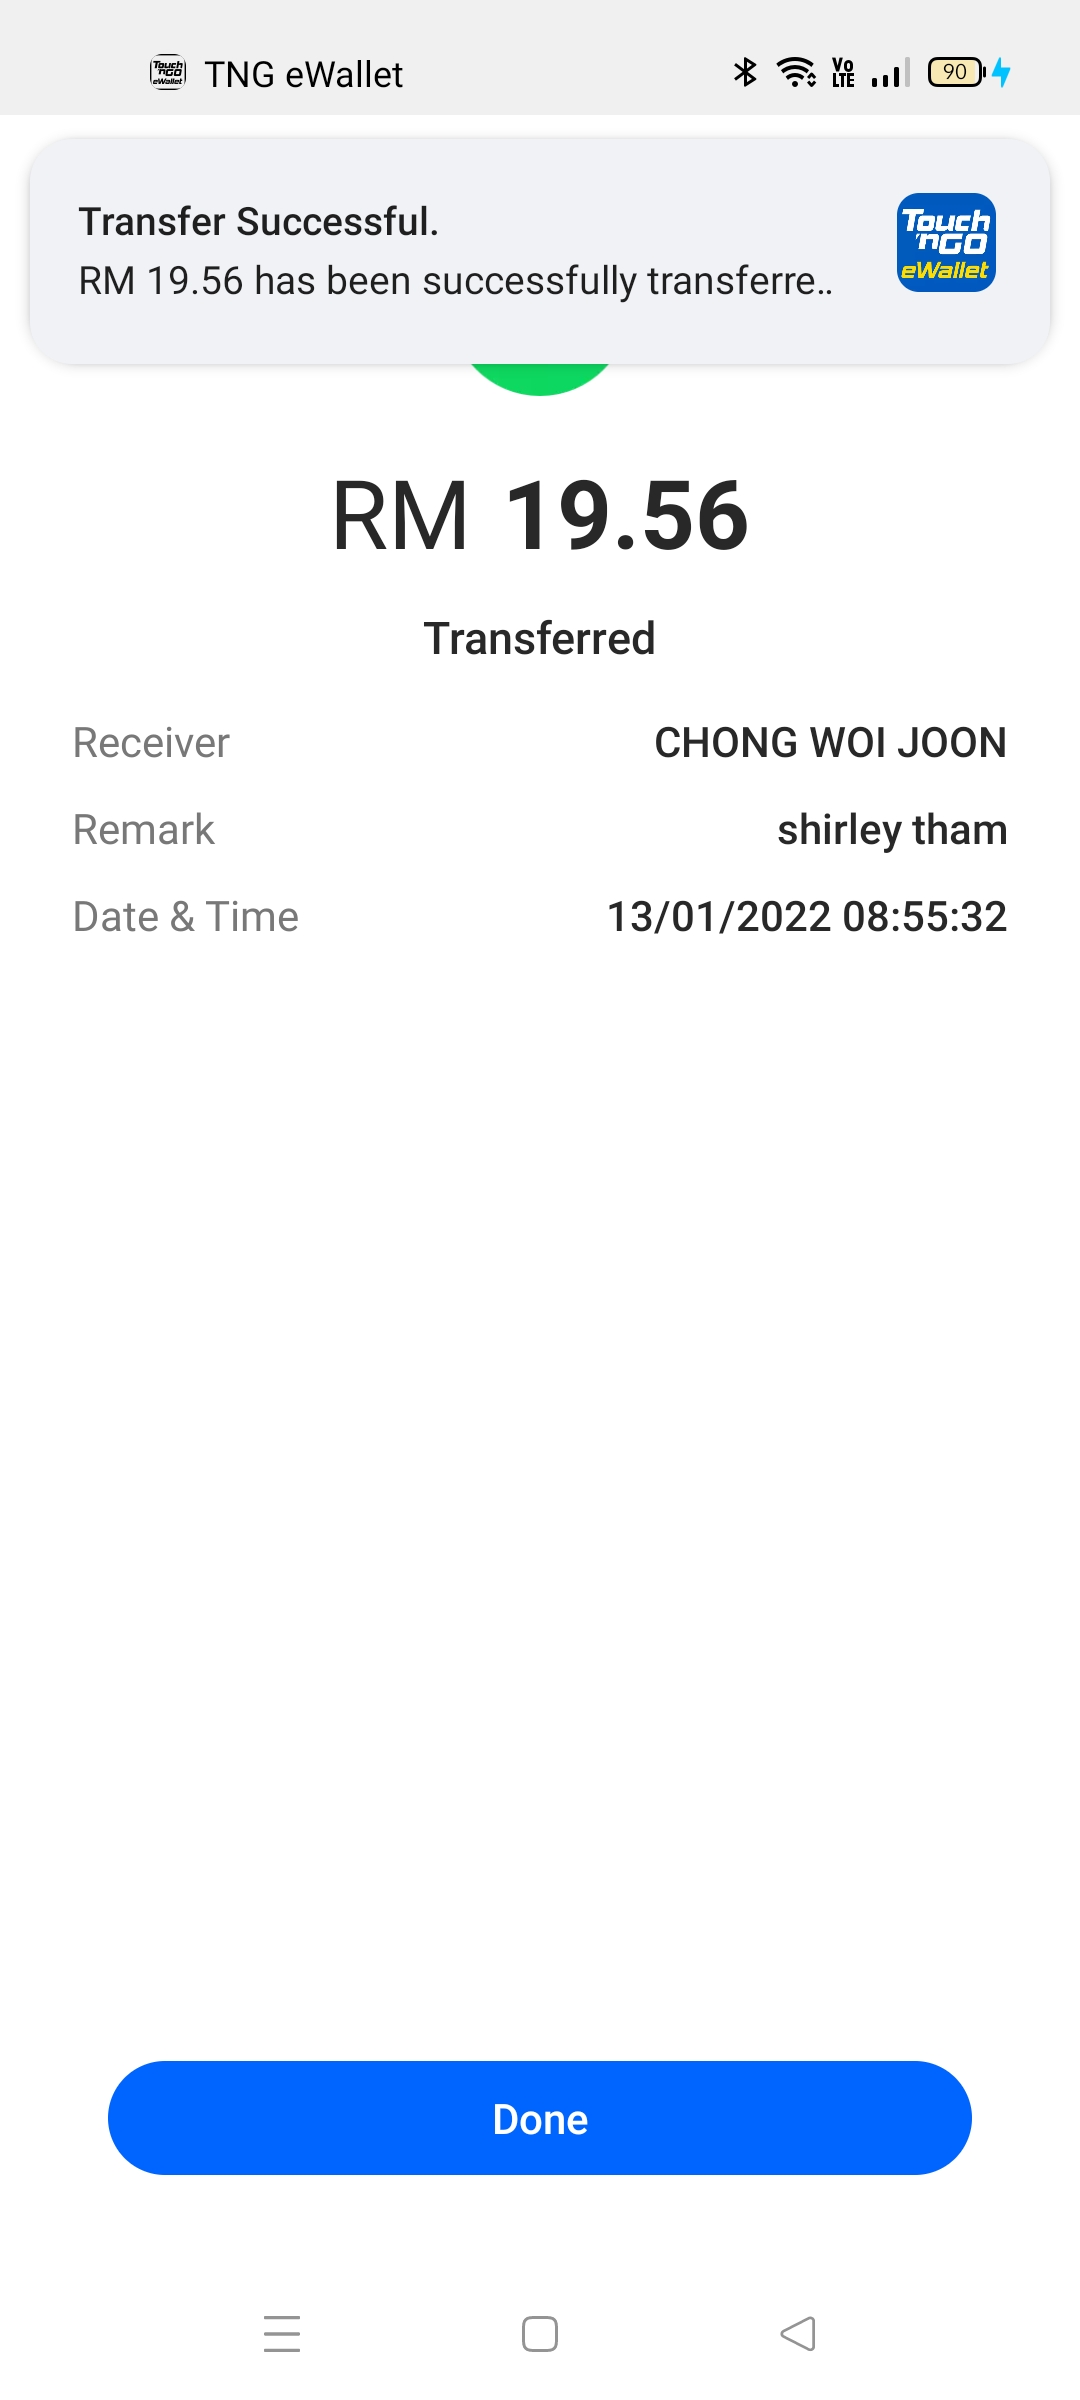 TNG eWallet
Vo
LTE
90
Transfer Successful.
RM 19.56 has been successfully transferre..
Touch
'nGO
eWallet
RM 19.56
Transferred
Receiver CHONG WOI JOON
Remark shirley tham
Date & Time 13/01/2022 08:55:32
Done